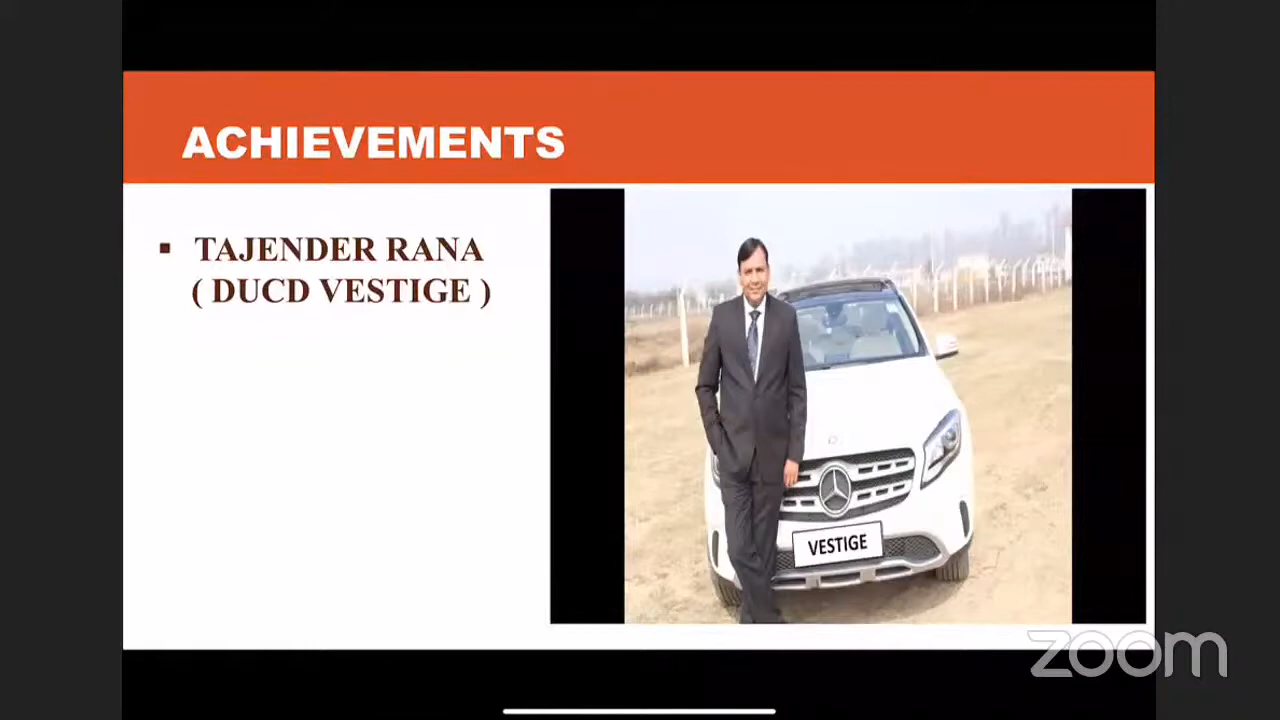 ACHIEVEMENTS
▪ TAJENDER RANA
( DUCD VESTIGE )
VESTIGE
zoom